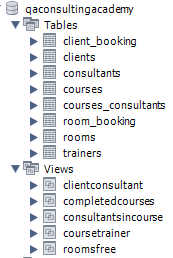 qaconsultingacademy
Tables
client_booking
clients
consultants
courses
courses_consultants
room_booking
rooms
trainers
Views
clientconsultant
completedcourses
consultantsincourse
coursetrainer
roomsfree